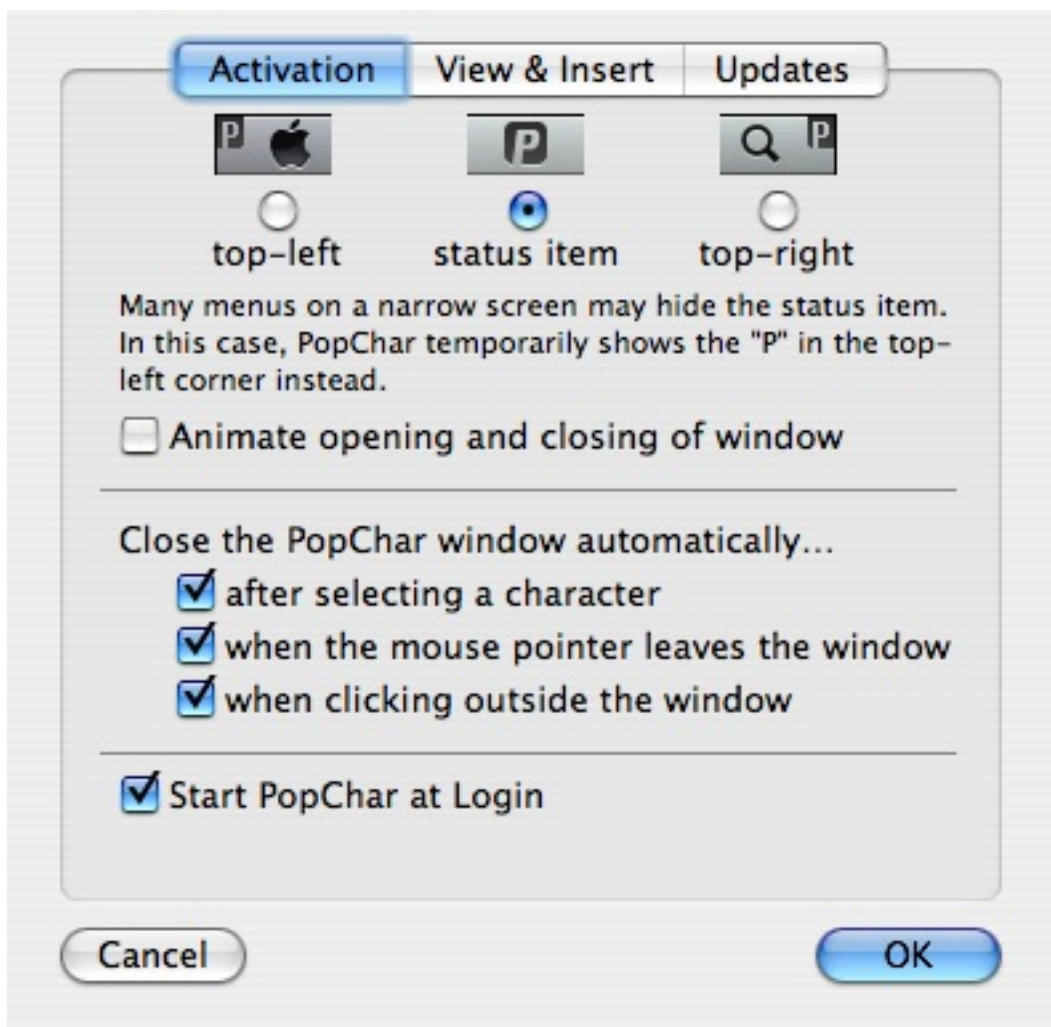 Activation View & Insert Updates
P P P
top-left status item top-right
Many menus on a narrow screen may hide the status item.
In this case, PopChar temporarily shows the "P" in the top-
left corner instead.
Animate opening and closing of window
Close the PopChar window automatically...
after selecting a character
when the mouse pointer leaves the window
when clicking outside the window
Start PopChar at Login
Cancel OK